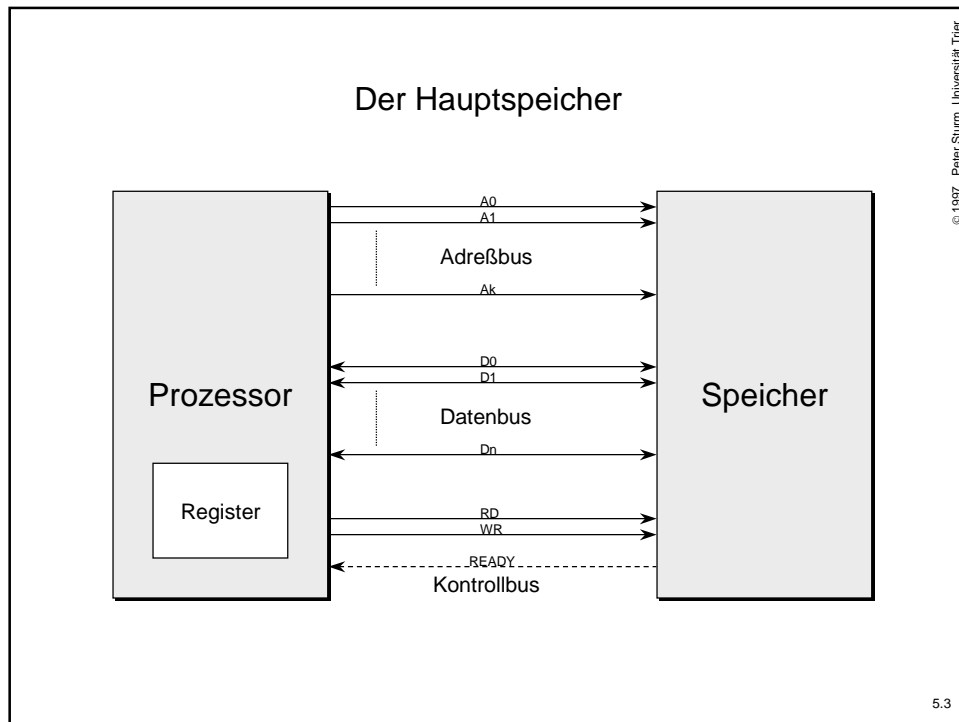 Der Hauptspeicher
© 1997 Peter Sturm, Universität Trier
A0
A1
Adreßbus
Ak
D0
D1
Prozessor
Speicher
Datenbus
Dn
Register
RD
WR
READY
Kontrollbus
5.3